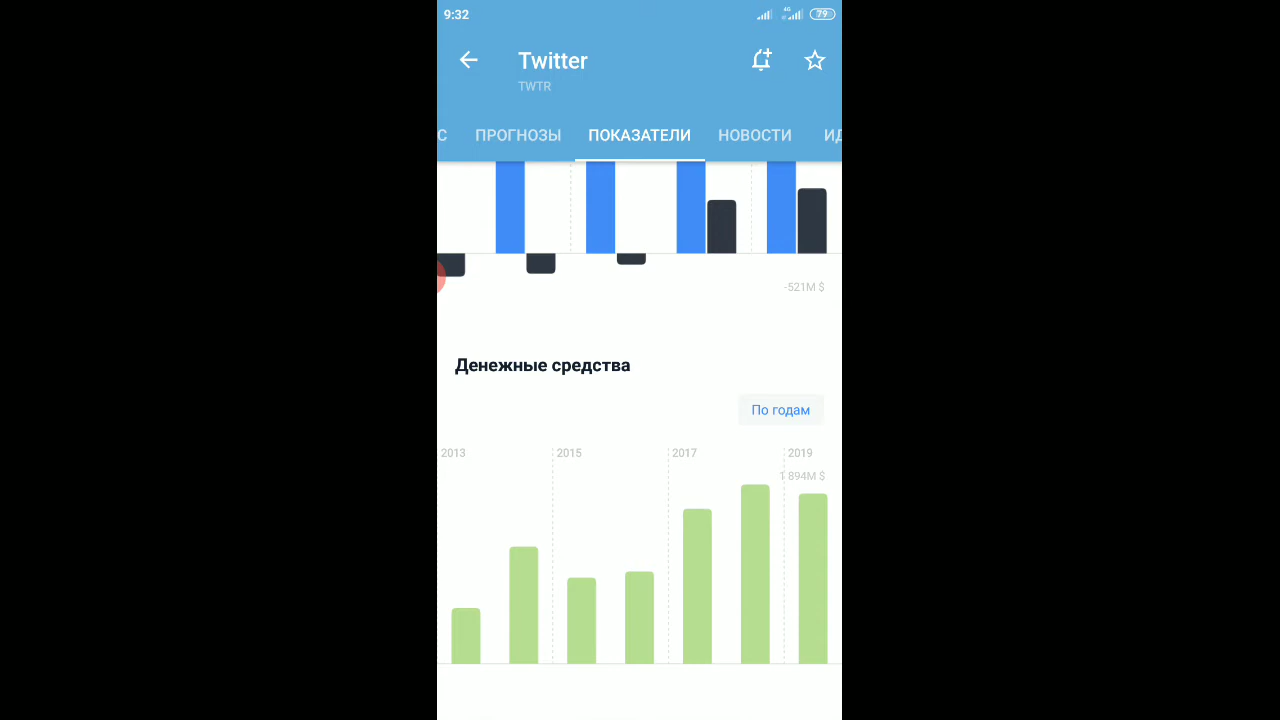 9:32
4G
79
Twitter
TWTR
С ПРОГНОЗЫ ПОКАЗАТЕЛИ НОВОСТИ ИД
-521M $
Денежные средства
По годам
2013 2015 2017 2019
1 894M $